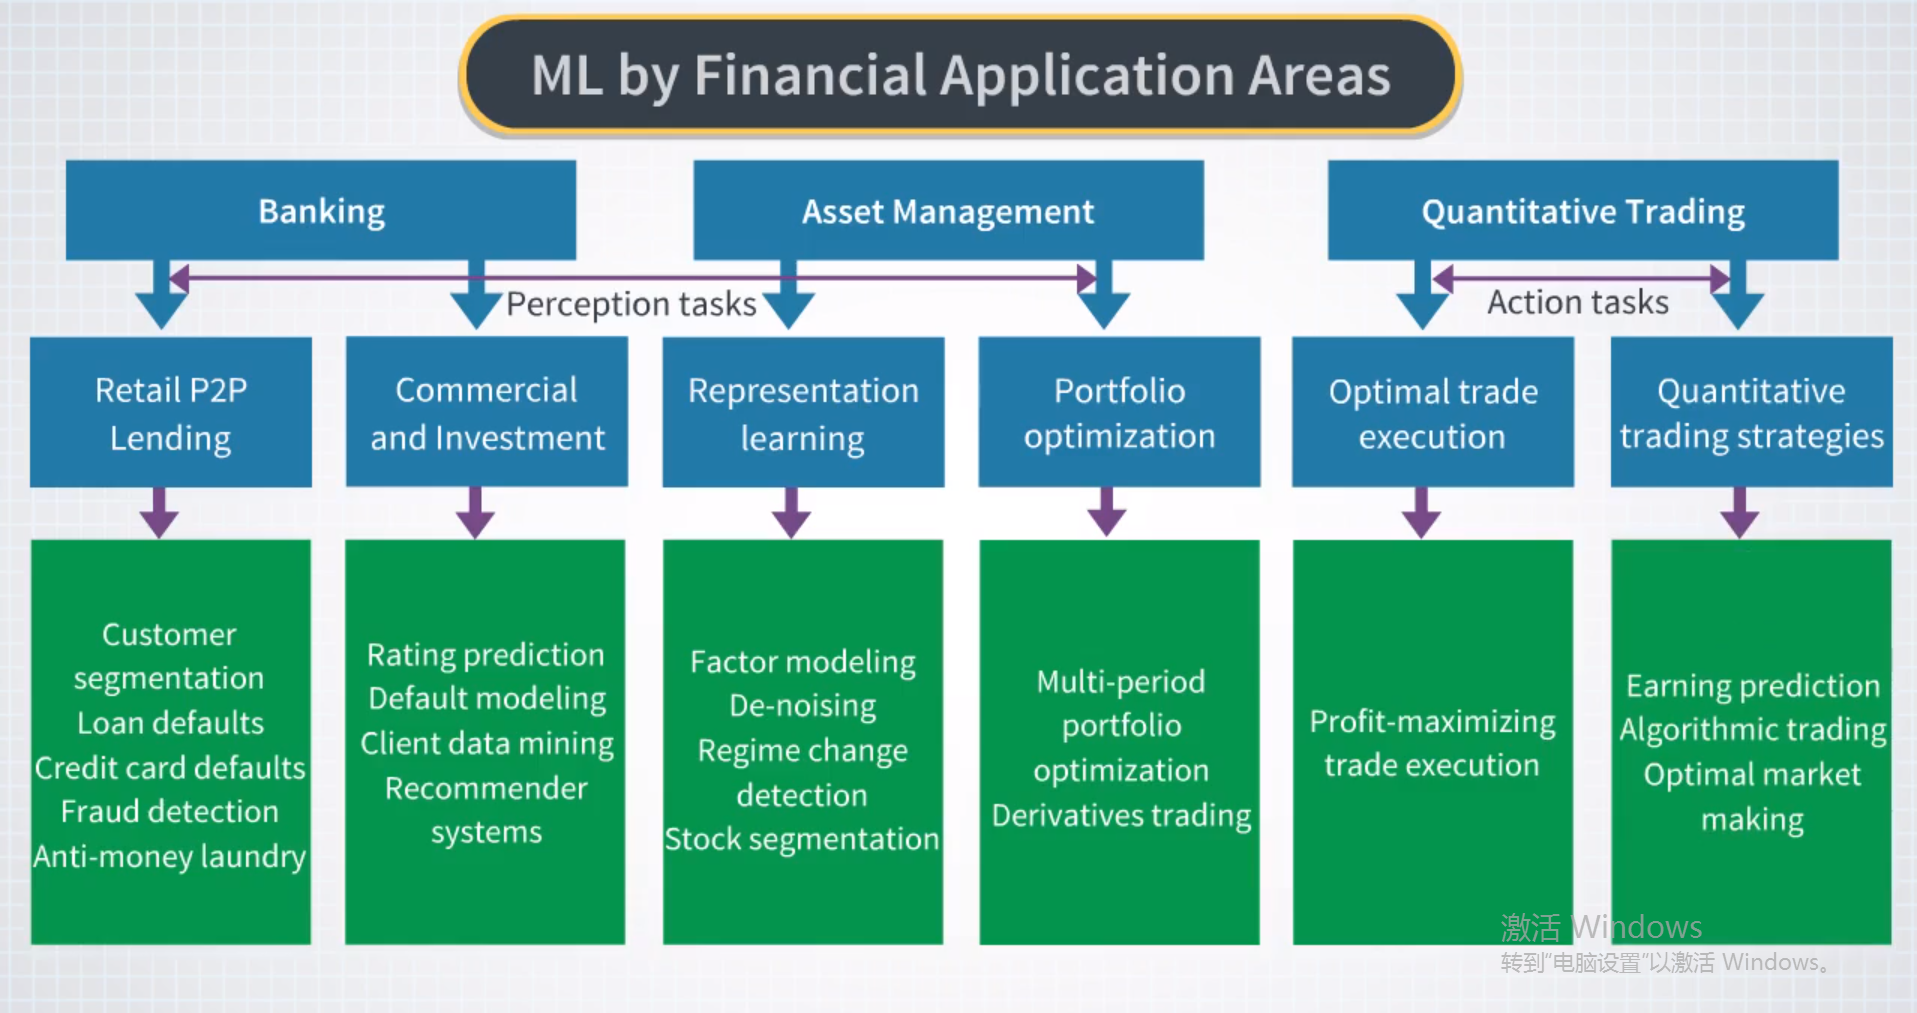 ML by Financial Application Areas
Banking
Asset Management
Quantitative Trading
Perception tasks
Action tasks
Retail P2P
Lending
Commercial
and Investment
Representation
learning
Portfolio
optimization
Optimal trade
execution
Quantitative
trading strategies
Customer
segmentation
Loan defaults
Credit card defaults
Fraud detection
Anti-money laundry
Rating prediction
Default modeling
Client data mining
Recommender
systems
Factor modeling
De-noising
Regime change
detection
Stock segmentation
Multi-period
portfolio
optimization
Derivatives trading
Profit-maximizing
trade execution
Earning prediction
Algorithmic trading
Optimal market
making
激活 Windows
转到“电脑设置”以激活 Windows。